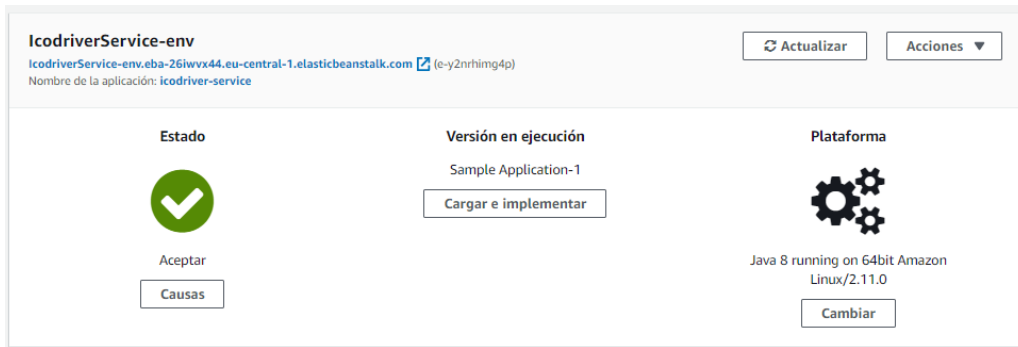 IcodriverService-env
Actualizar
Acciones
IcodriverService-env.eba-26iwvx44.eu-central-1.elasticbeanstalk.com (e-y2nrhimg4p)
Nombre de la aplicación: icodriver-service
Estado
Versión en ejecución
Plataforma
Sample Application-1
Cargar e implementar
Aceptar
Causas
Java 8 running on 64bit Amazon
Linux/2.11.0
Cambiar